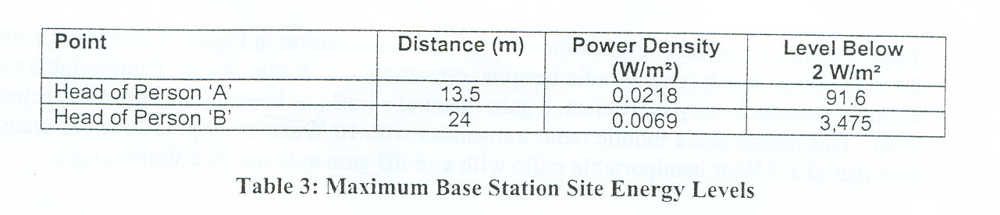 Point Distance (m) Power Density (W/m²) Level Below 2 W/m²
Head of Person 'A' 13.5 0.0218 91.6
Head of Person 'B' 24 0.0069 3,475
Table 3: Maximum Base Station Site Energy Levels